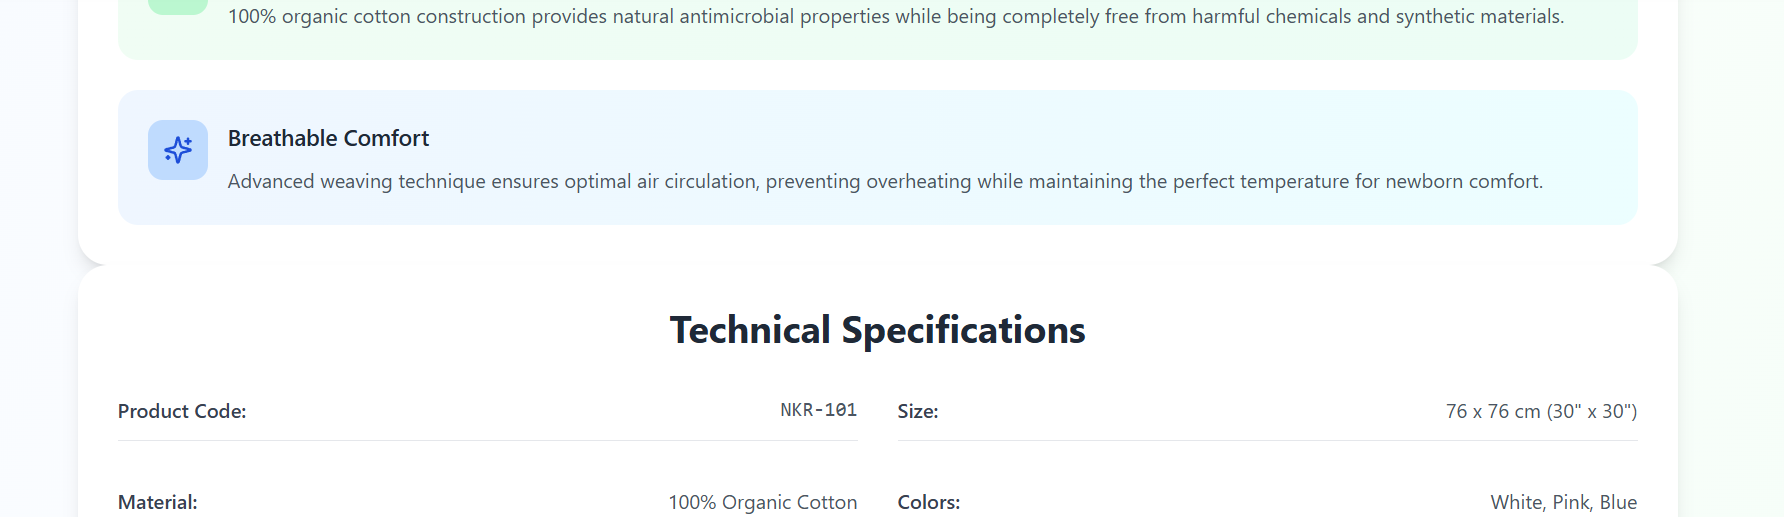 100% organic cotton construction provides natural antimicrobial properties while being completely free from harmful chemicals and synthetic materials.
Breathable Comfort
Advanced weaving technique ensures optimal air circulation, preventing overheating while maintaining the perfect temperature for newborn comfort.
Technical Specifications
Product Code: NKR-101 Size: 76 x 76 cm (30" x 30")
Material: 100% Organic Cotton Colors: White, Pink, Blue